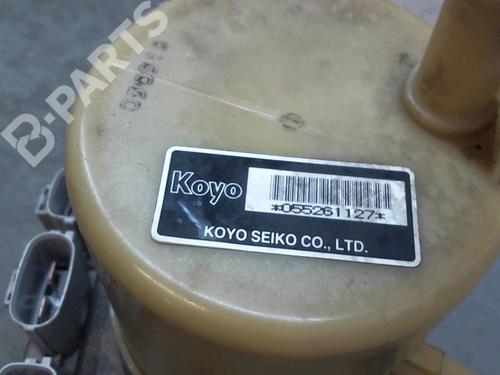 B-PARTS
Koyo
*055261127*
KOYO SEIKO CO., LTD.